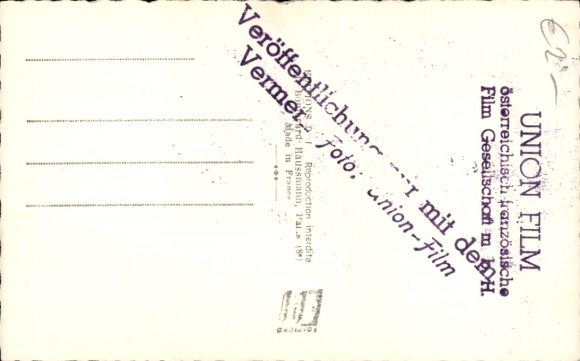 Veröffentlichung nur mit dem
Vermerk Foto: Union-Film
UNION FILM
österreichisch-französische
Film Gesellschaft m.b.H.
Reproduction interdite
Boulevard Haussmann, Paris (8e)
Made in France